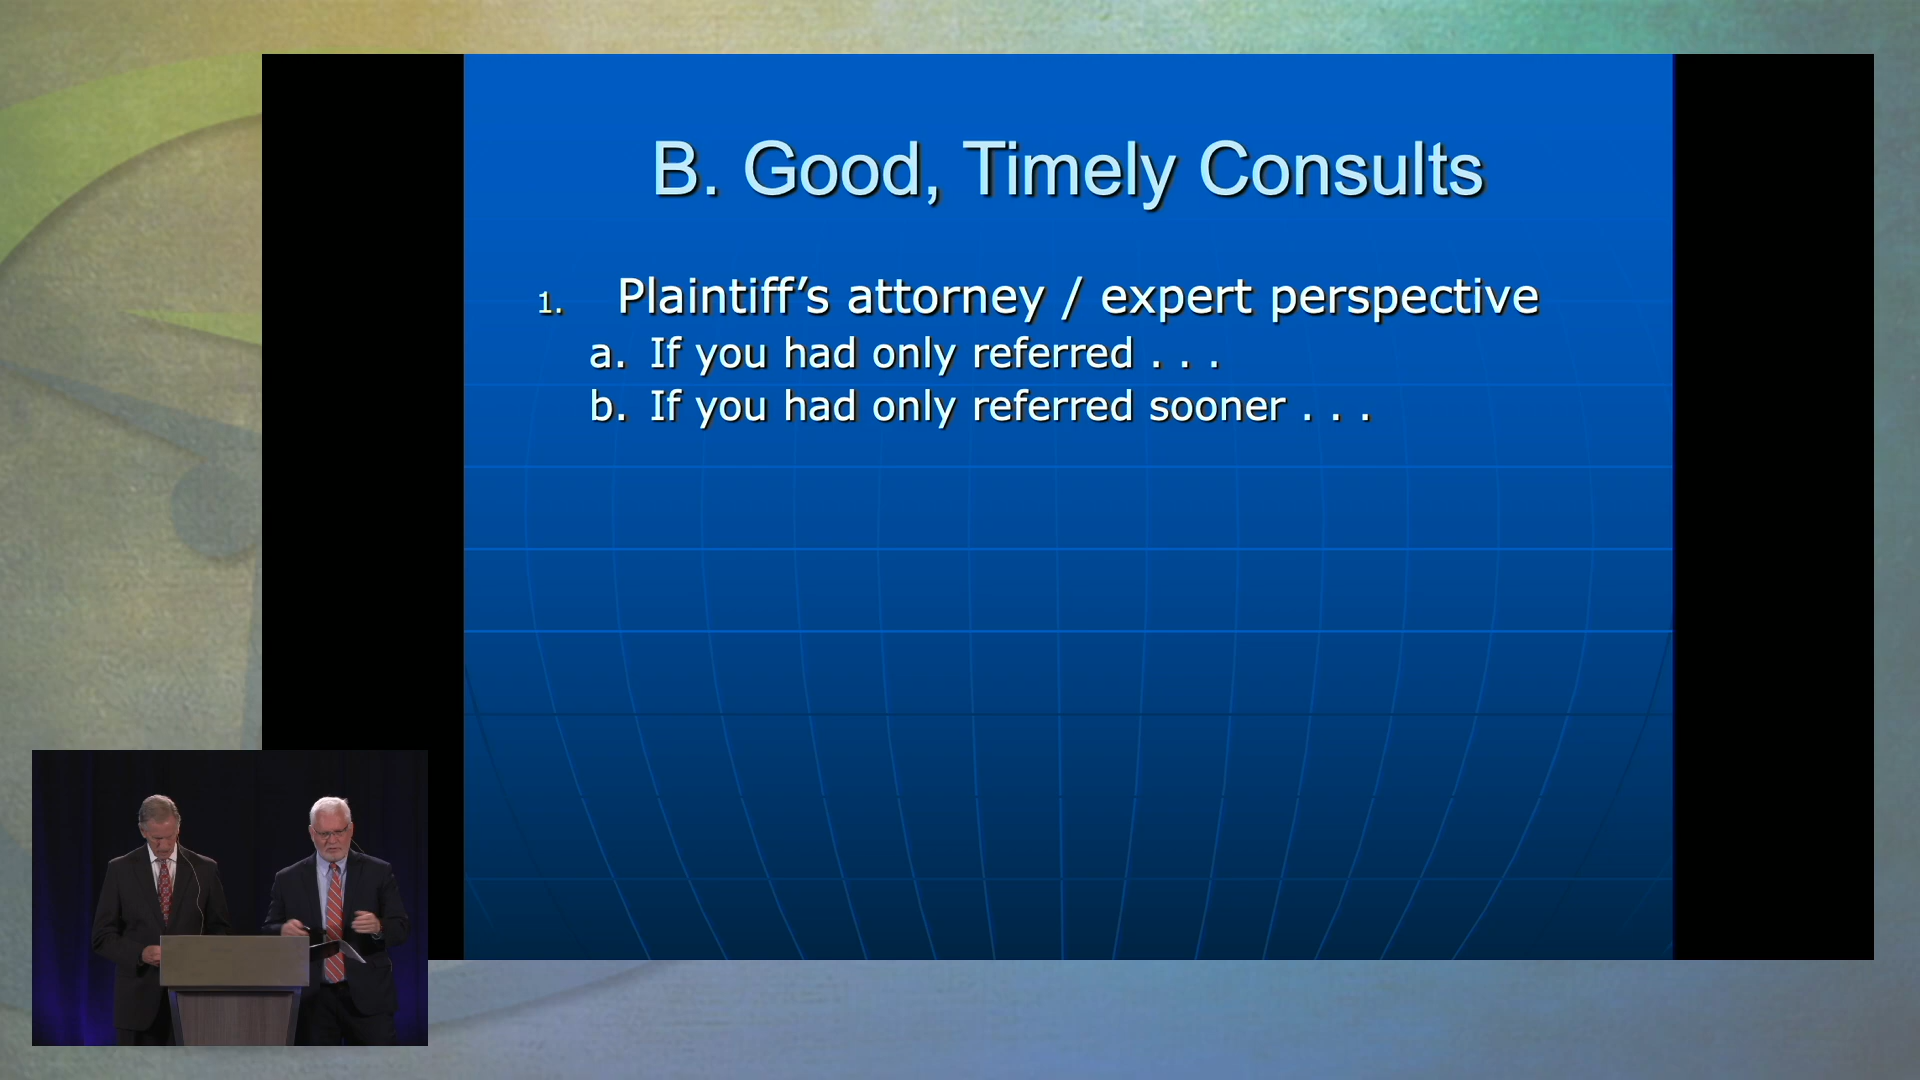 B. Good, Timely Consults
1. Plaintiff’s attorney / expert perspective
a. If you had only referred . . .
b. If you had only referred sooner . . .